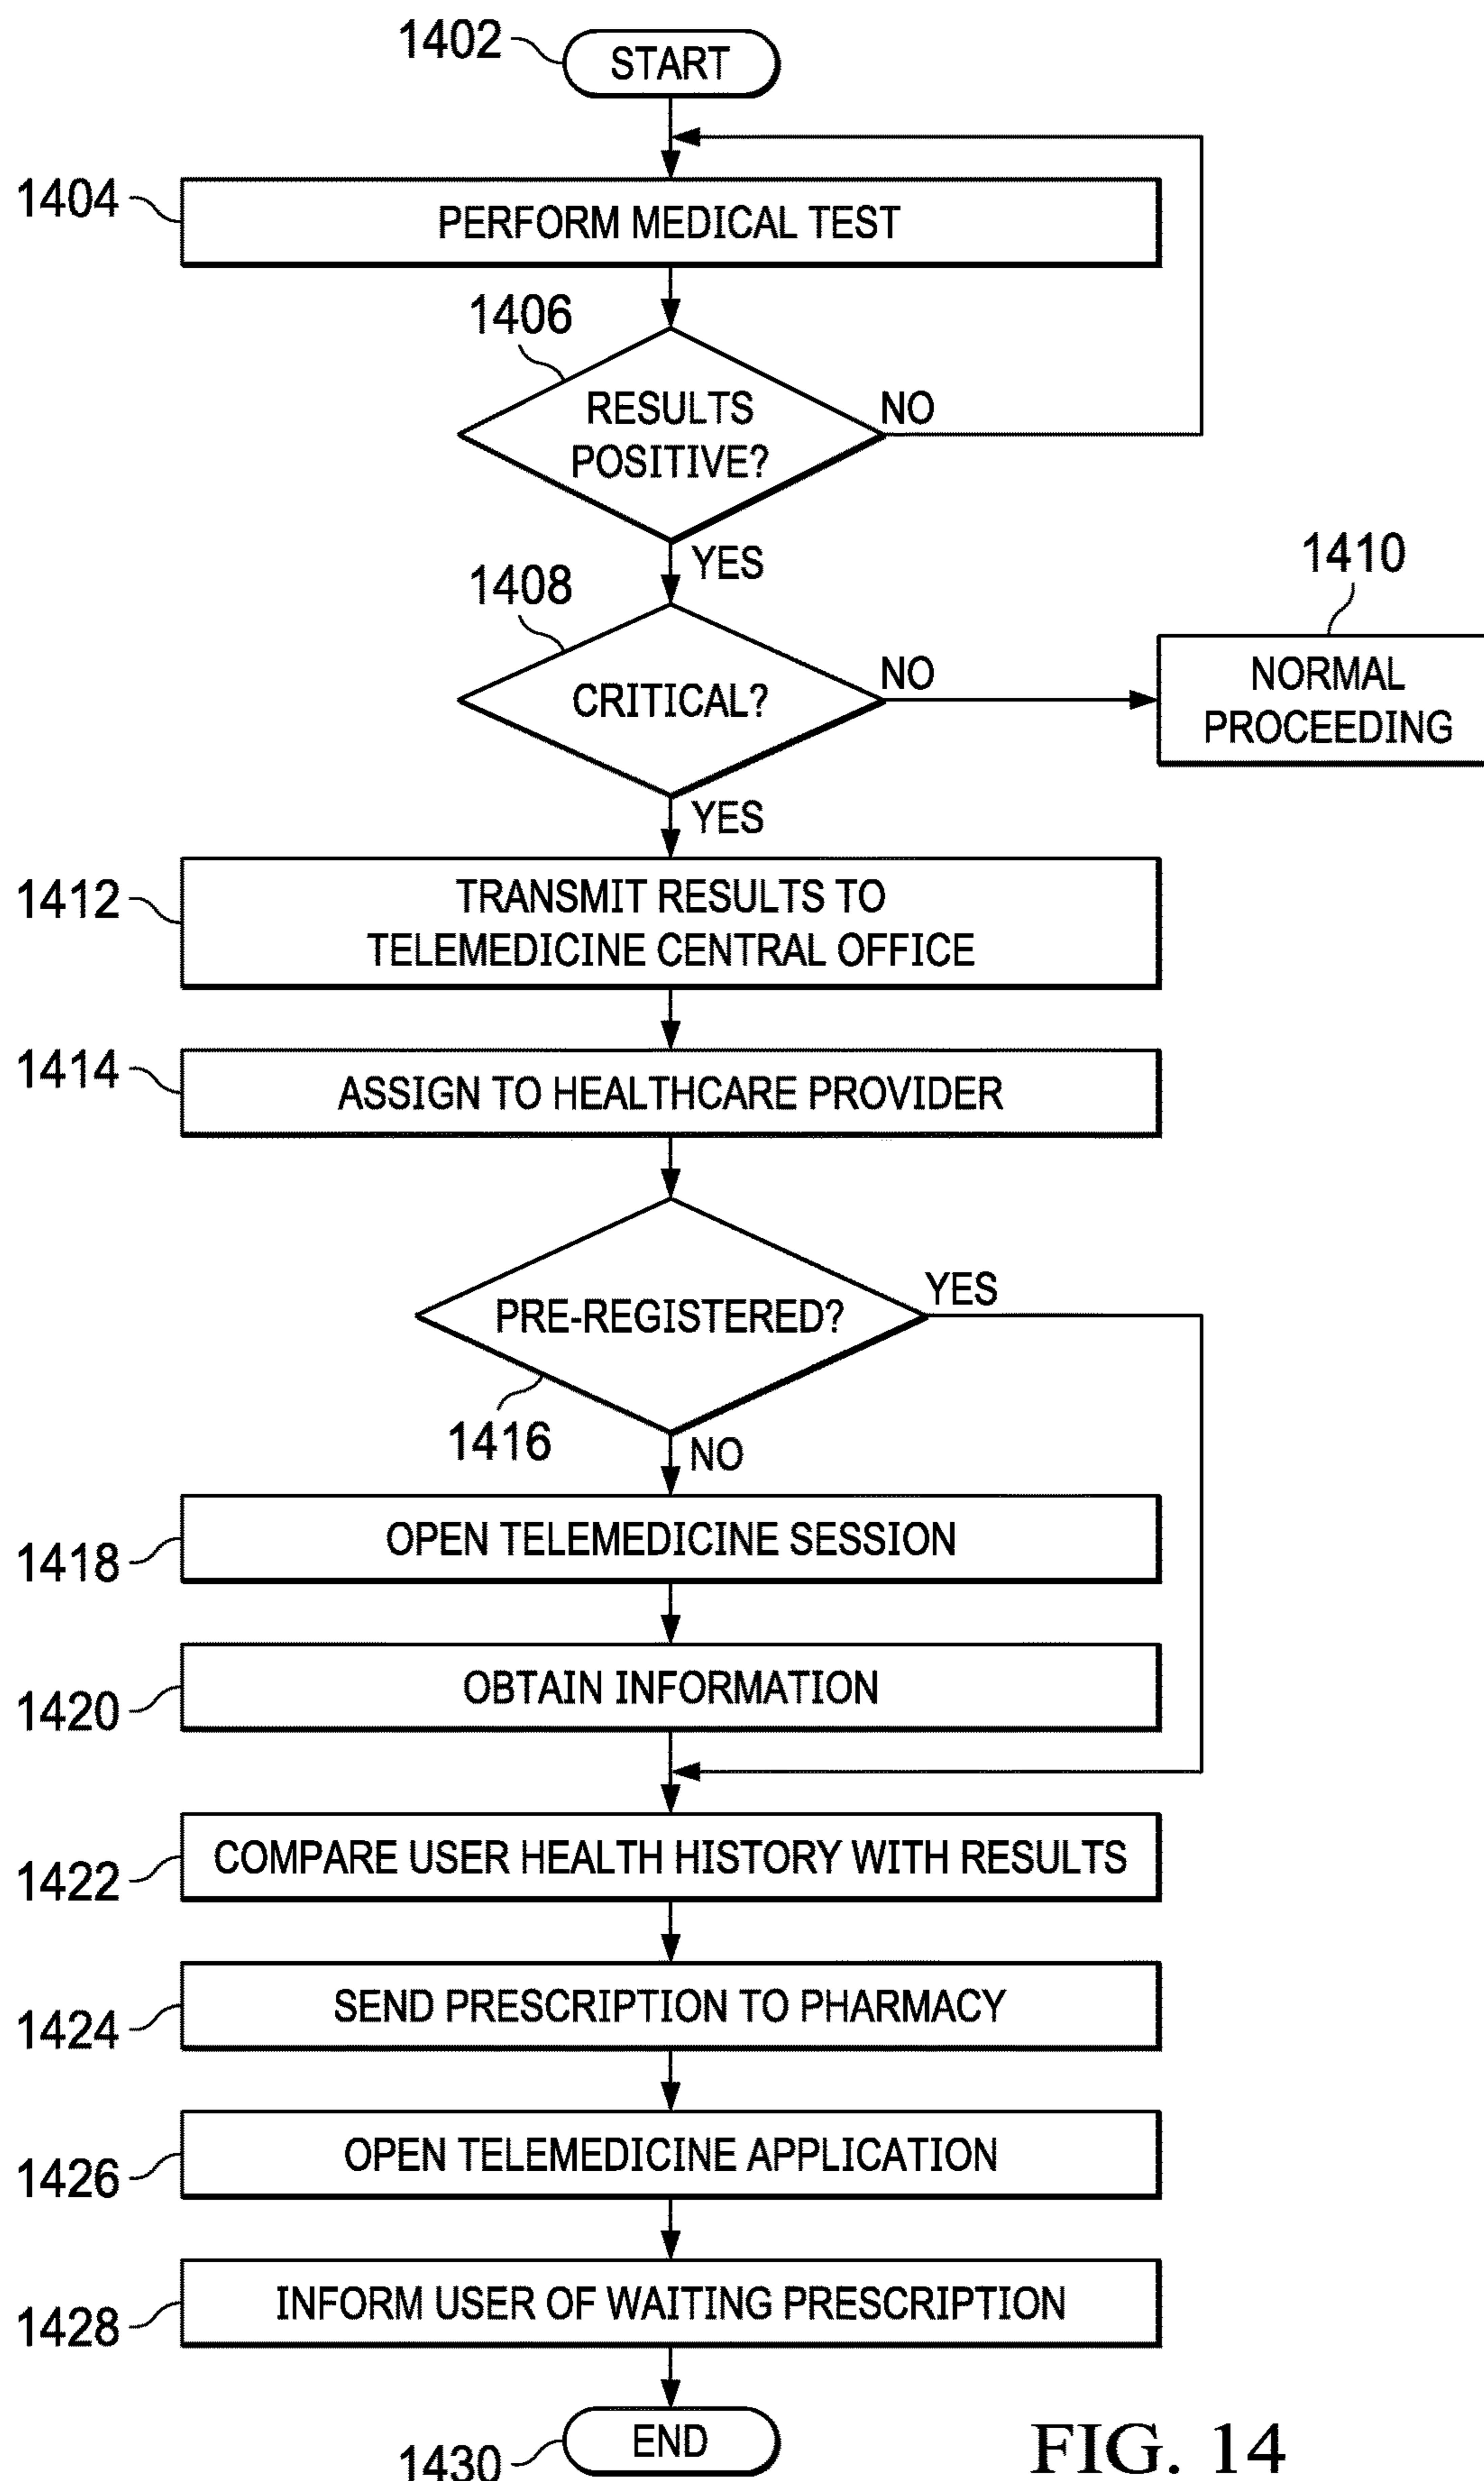 1402
START
1404
PERFORM MEDICAL TEST
1406
RESULTS
POSITIVE?
NO
YES
1408
CRITICAL?
NO
1410
NORMAL
PROCEEDING
YES
1412
TRANSMIT RESULTS TO
TELEMEDICINE CENTRAL OFFICE
1414
ASSIGN TO HEALTHCARE PROVIDER
PRE-REGISTERED?
YES
1416
NO
1418
OPEN TELEMEDICINE SESSION
1420
OBTAIN INFORMATION
1422
COMPARE USER HEALTH HISTORY WITH RESULTS
1424
SEND PRESCRIPTION TO PHARMACY
1426
OPEN TELEMEDICINE APPLICATION
1428
INFORM USER OF WAITING PRESCRIPTION
1430
END
FIG. 14